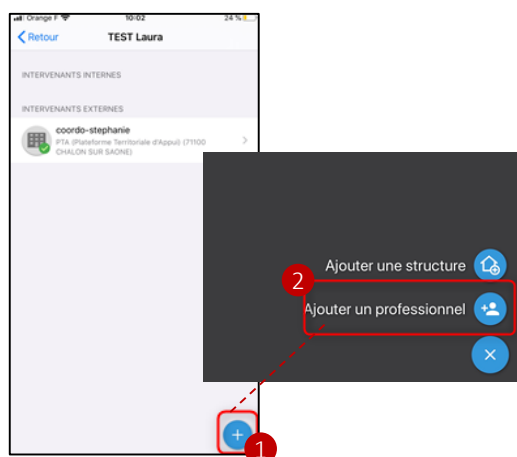 Orange F 10:02 24 %
Retour TEST Laura
INTERVENANTS INTERNES
INTERVENANTS EXTERNES
coordo-stephanie
PTA (Plateforme Territoriale d'Appui) (71100
CHALON SUR SAONE)
Ajouter une structure
2
Ajouter un professionnel
1